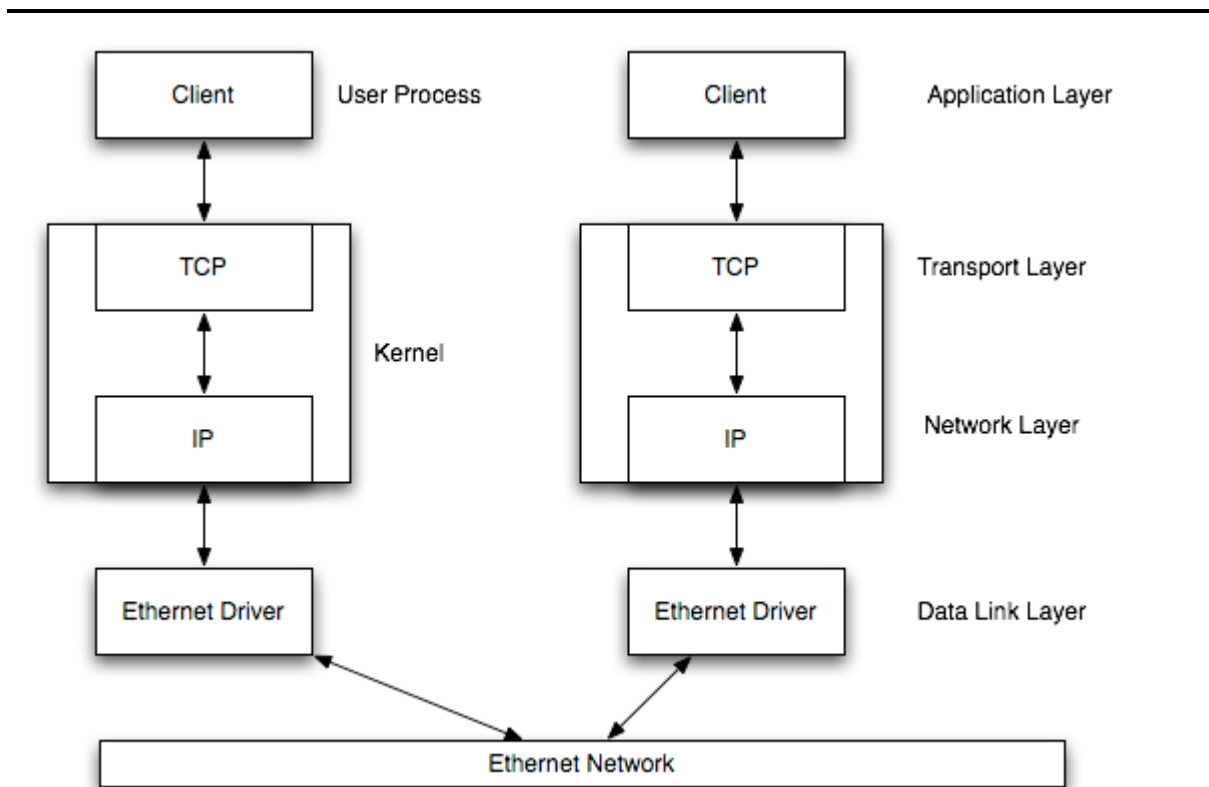 Client User Process Client Application Layer
TCP TCP Transport Layer
Kernel
IP IP Network Layer
Ethernet Driver Ethernet Driver Data Link Layer
Ethernet Network